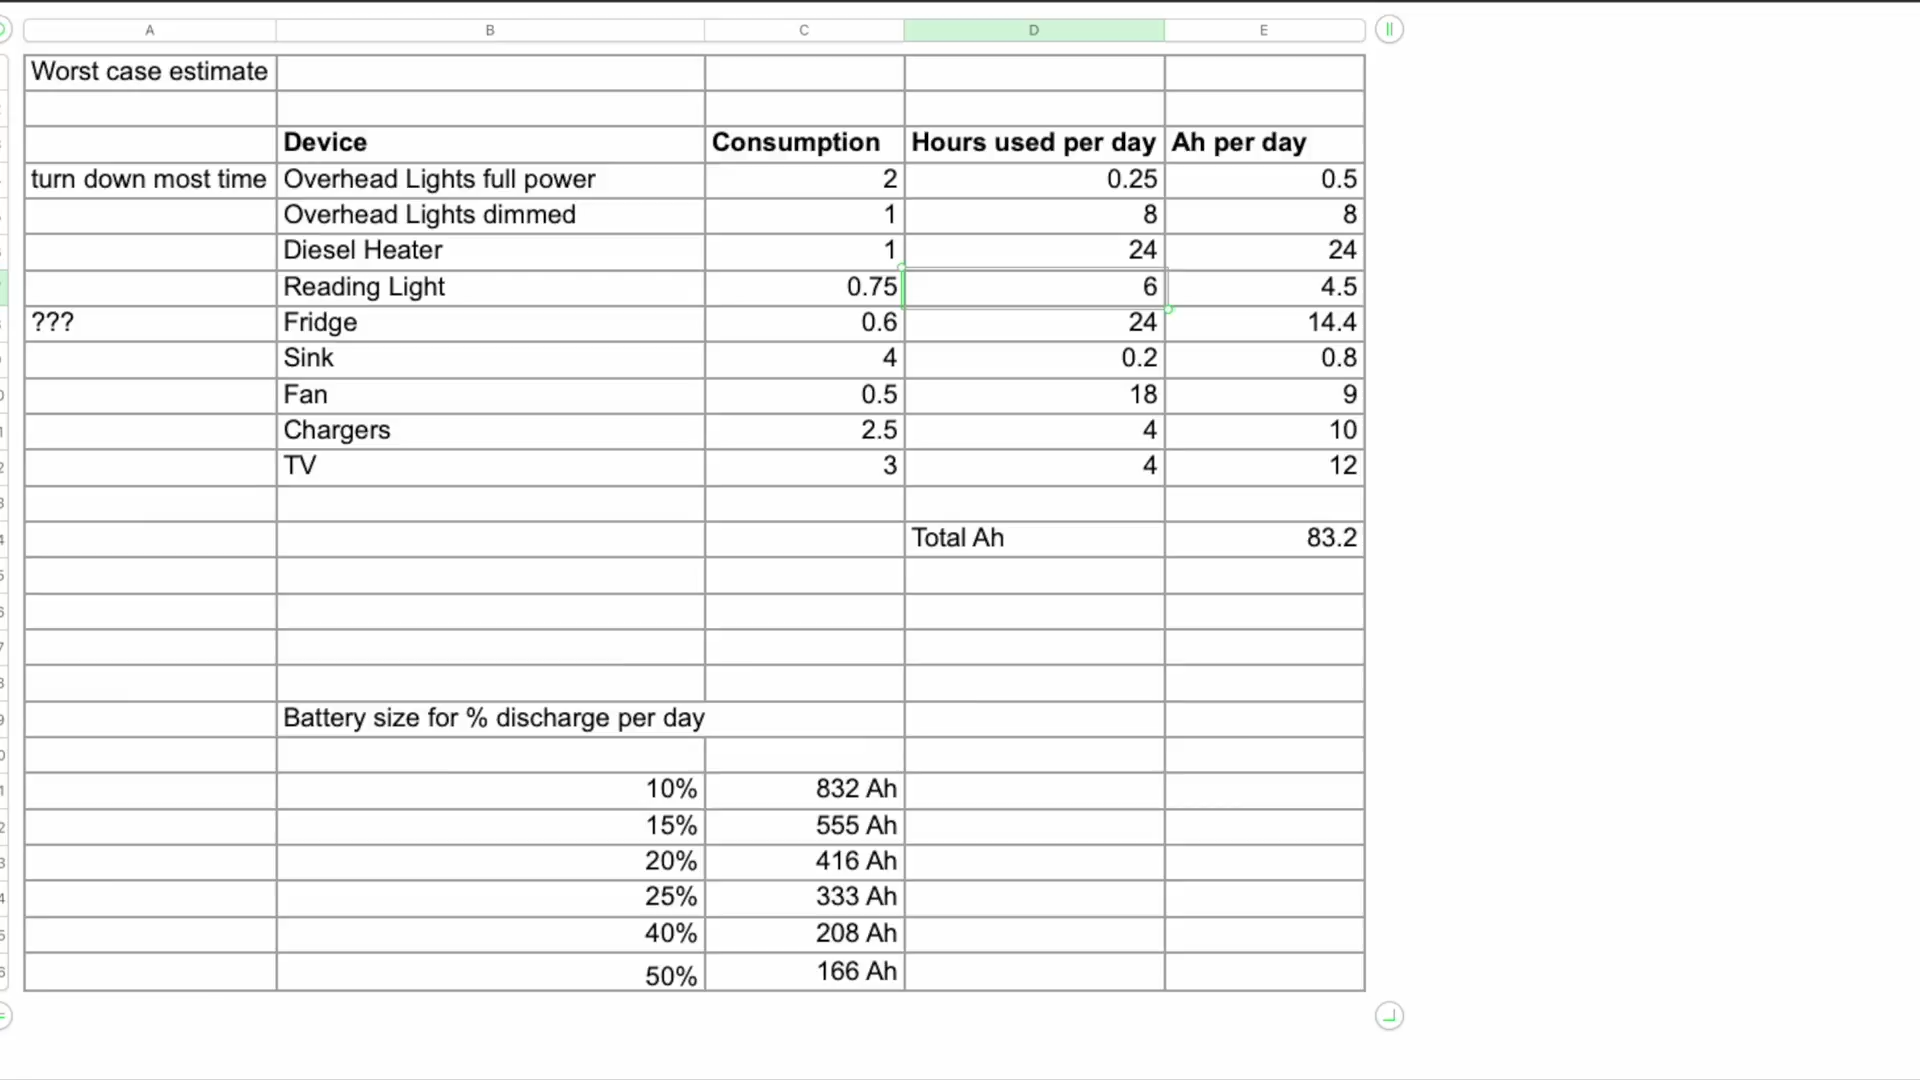 A B C D E
Worst case estimate
Device Consumption Hours used per day Ah per day
turn down most time Overhead Lights full power 2 0.25 0.5
Overhead Lights dimmed 1 8 8
Diesel Heater 1 24 24
Reading Light 0.75 6 4.5
??? Fridge 0.6 24 14.4
Sink 4 0.2 0.8
Fan 0.5 18 9
Chargers 2.5 4 10
TV 3 4 12
Total Ah 83.2
Battery size for % discharge per day
10% 832 Ah
15% 555 Ah
20% 416 Ah
25% 333 Ah
40% 208 Ah
50% 166 Ah